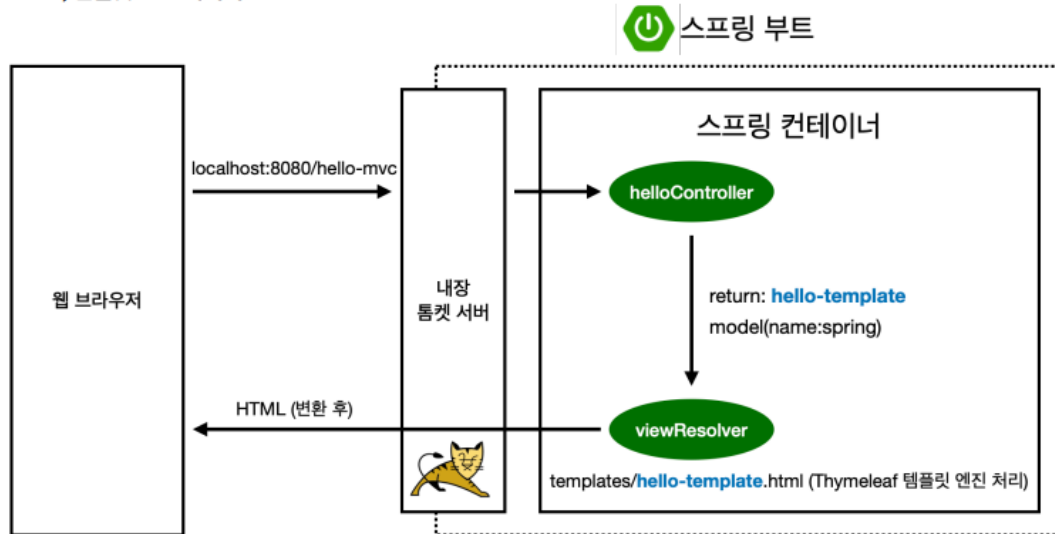 스프링 부트
스프링 컨테이너
localhost:8080/hello-mvc
helloController
웹 브라우저
내장
톰켓 서버
return: hello-template
model(name:spring)
HTML (변환 후)
viewResolver
templates/hello-template.html (Thymeleaf 템플릿 엔진 처리)